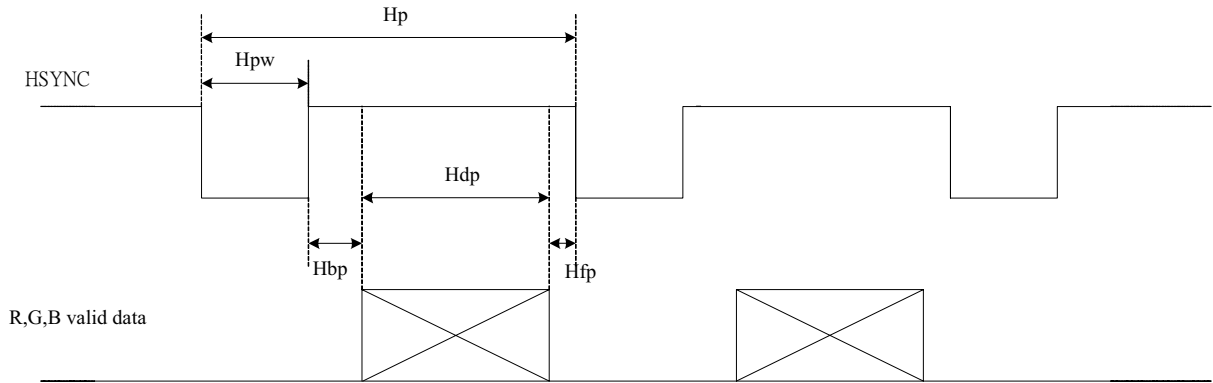 Hp
Hpw
HSYNC
Hdp
Hbp
Hfp
R,G,B valid data